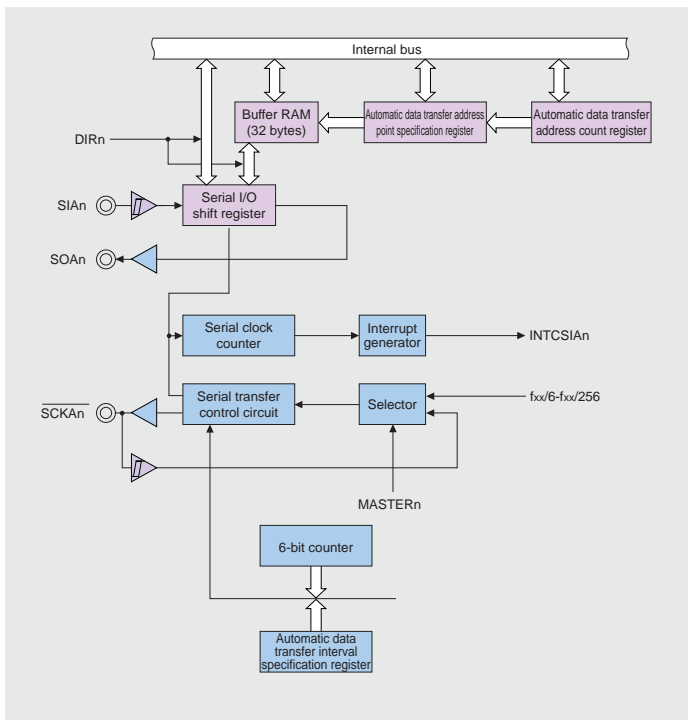 Internal bus
Buffer RAM
(32 bytes)
Automatic data transfer address
point specification register
Automatic data transfer
address count register
DIRn
SIAn
Serial I/O
shift register
SOAn
Serial clock
counter
Interrupt
generator
INTCSIAn
SCKAn
Serial transfer
control circuit
Selector
fxx/6-fxx/256
MASTERn
6-bit counter
Automatic data
transfer interval
specification register